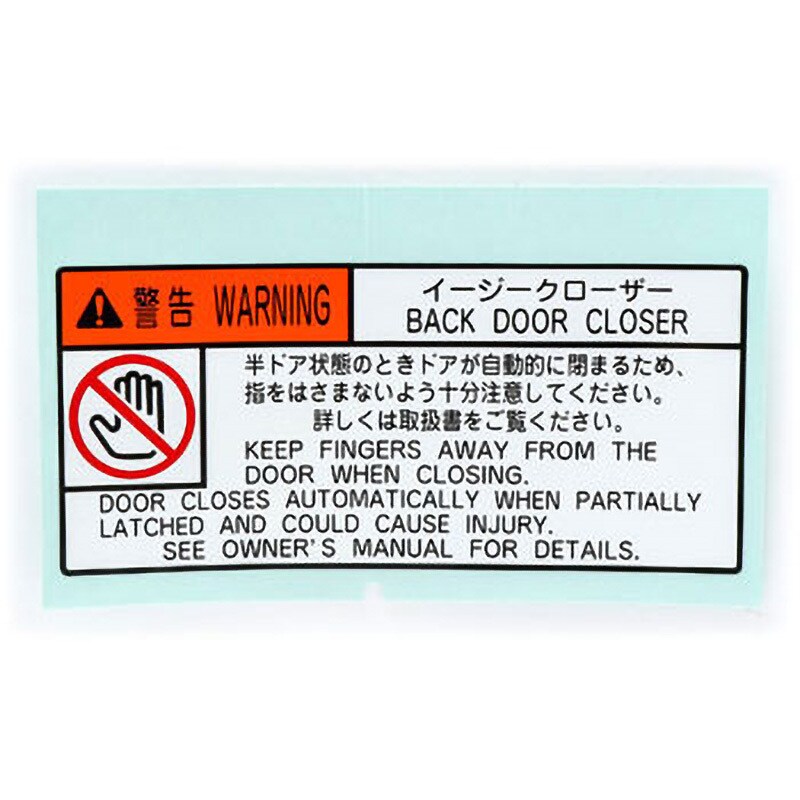 警告 WARNING
イージークローザー
BACK DOOR CLOSER
半ドア状態のときドアが自動的に閉まるため、
指をはさまないよう十分注意してください。
詳しくは取扱書をご覧ください。
KEEP FINGERS AWAY FROM THE
DOOR WHEN CLOSING.
DOOR CLOSES AUTOMATICALLY WHEN PARTIALLY
LATCHED AND COULD CAUSE INJURY.
SEE OWNER'S MANUAL FOR DETAILS.